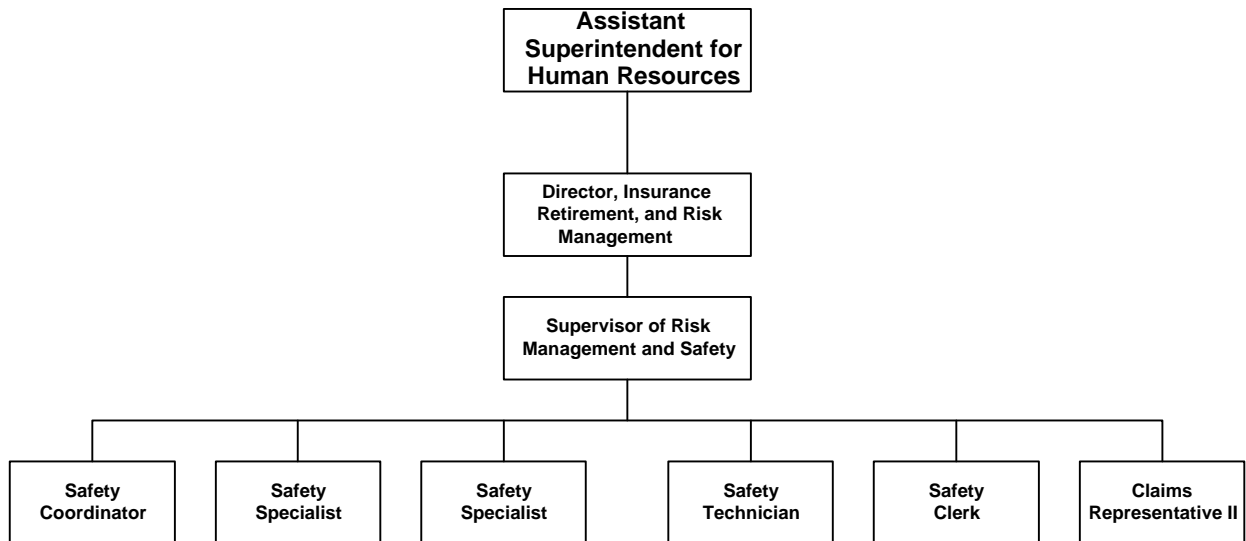 Assistant
Superintendent for
Human Resources
Director, Insurance
Retirement, and Risk
Management
Supervisor of Risk
Management and Safety
Safety
Coordinator
Safety
Specialist
Safety
Specialist
Safety
Technician
Safety
Clerk
Claims
Representative II